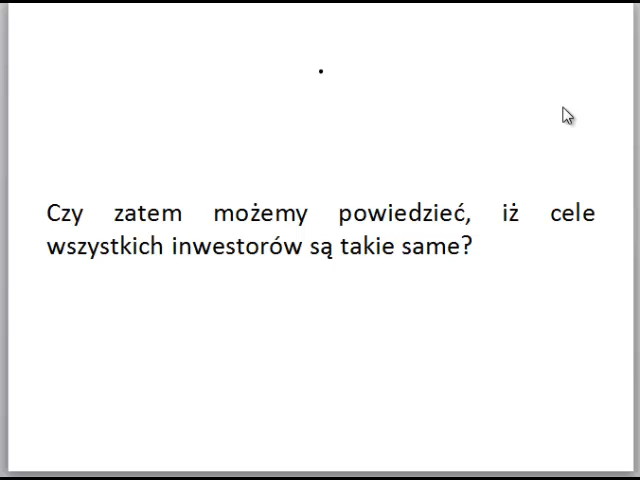 .
Czy zatem możemy powiedzieć, iż cele
wszystkich inwestorów są takie same?